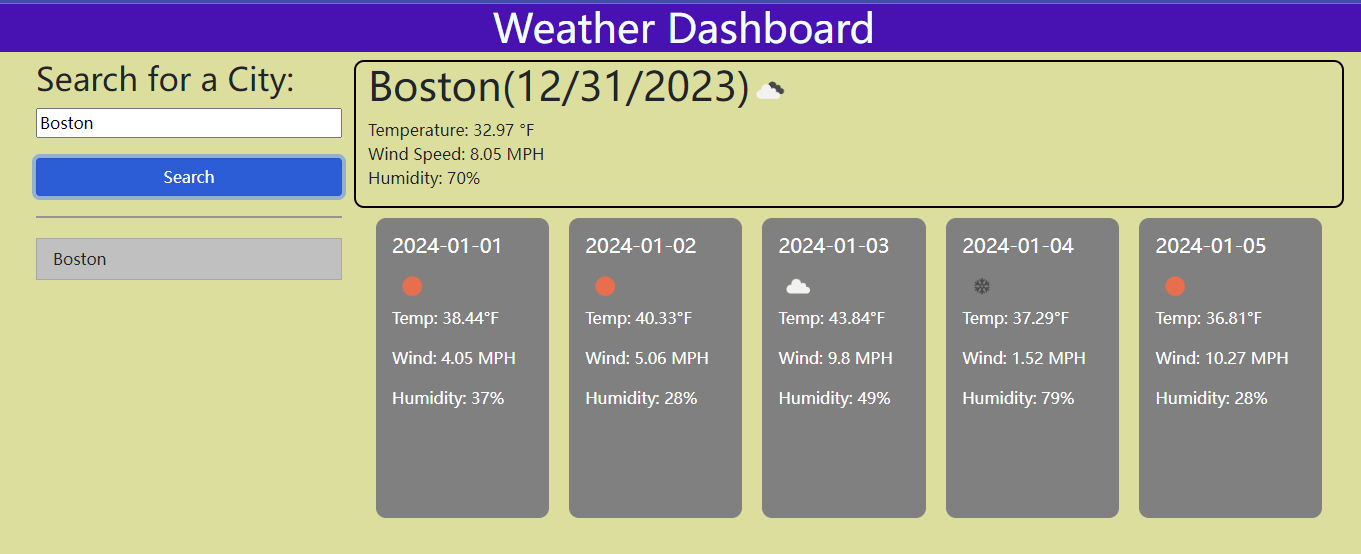 Weather Dashboard
Search for a City:
Boston
Search
Boston
Boston(12/31/2023)
Temperature: 32.97 °F
Wind Speed: 8.05 MPH
Humidity: 70%
2024-01-01
Temp: 38.44°F
Wind: 4.05 MPH
Humidity: 37%
2024-01-02
Temp: 40.33°F
Wind: 5.06 MPH
Humidity: 28%
2024-01-03
Temp: 43.84°F
Wind: 9.8 MPH
Humidity: 49%
2024-01-04
Temp: 37.29°F
Wind: 1.52 MPH
Humidity: 79%
2024-01-05
Temp: 36.81°F
Wind: 10.27 MPH
Humidity: 28%